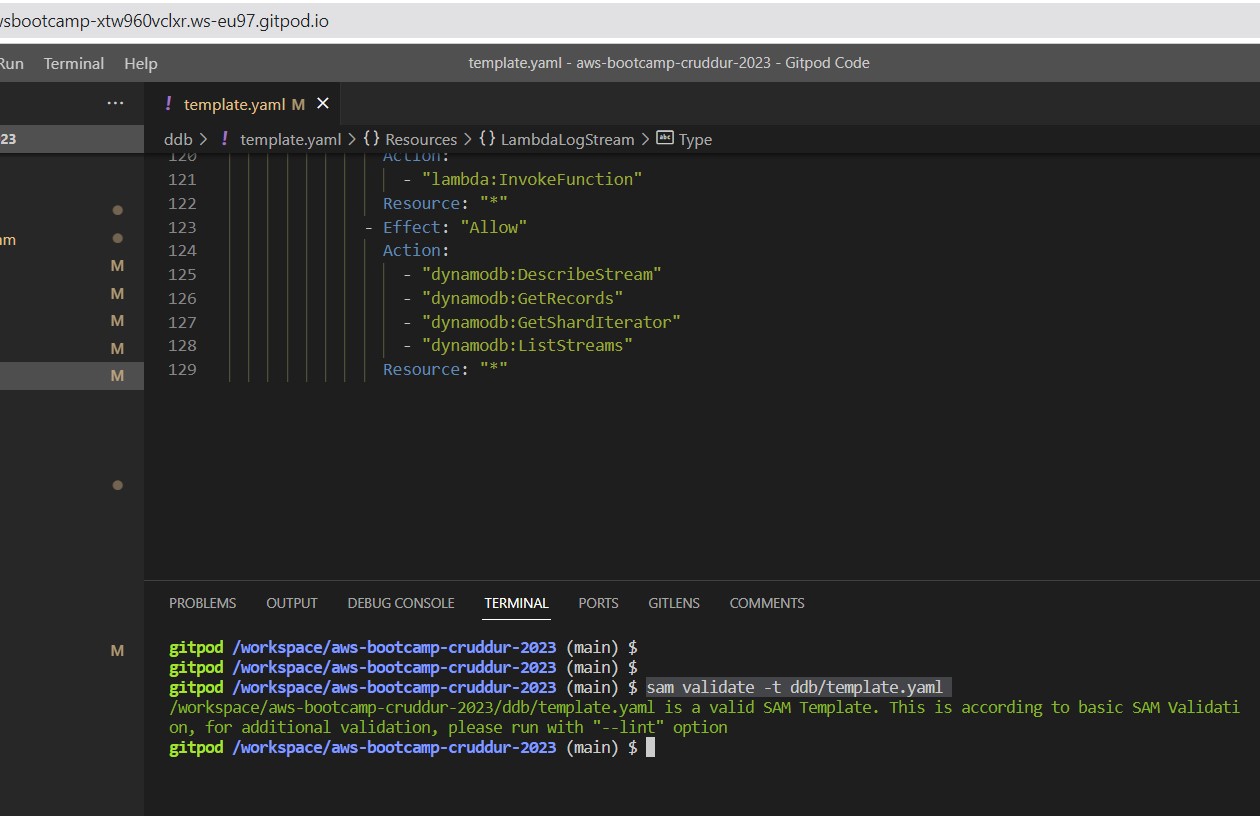 wsbootcamp-xtw960vclxr.ws-eu97.gitpod.io
Run Terminal Help
template.yaml - aws-bootcamp-cruddur-2023 - Gitpod Code
···
! template.yaml M ×
23
ddb > ! template.yaml > {} Resources > {} LambdaLogStream > abc Type
120 Action:
121 - "lambda:InvokeFunction"
122 Resource: "*"
123 - Effect: "Allow"
124 Action:
125 - "dynamodb:DescribeStream"
126 - "dynamodb:GetRecords"
127 - "dynamodb:GetShardIterator"
128 - "dynamodb:ListStreams"
129 Resource: "*"
am
M
M
M
M
M
M
PROBLEMS OUTPUT DEBUG CONSOLE TERMINAL PORTS GITLENS COMMENTS
gitpod /workspace/aws-bootcamp-cruddur-2023 (main) $
gitpod /workspace/aws-bootcamp-cruddur-2023 (main) $
gitpod /workspace/aws-bootcamp-cruddur-2023 (main) $ sam validate -t ddb/template.yaml
/workspace/aws-bootcamp-cruddur-2023/ddb/template.yaml is a valid SAM Template. This is according to basic SAM Validati
on, for additional validation, please run with "--lint" option
gitpod /workspace/aws-bootcamp-cruddur-2023 (main) $